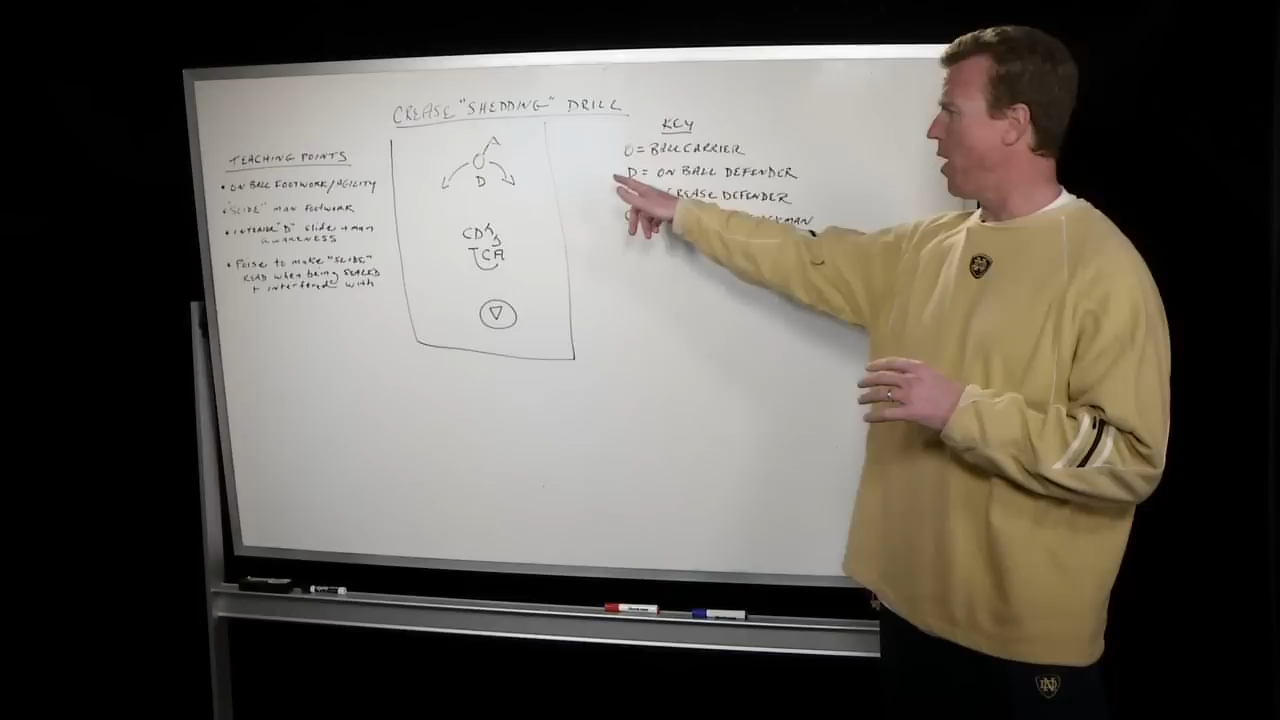 CREASE "SHEDDING" DRILL
TEACHING POINTS
• ON BALL FOOTWORK/AGILITY
• "SLIDE" MAN FOOTWORK
• INTERIOR "D" slide + man
AWARENESS
• Poise to make "SLIDE"
READ when being SEALED
+ interfered with
O
D
CD
CA
KEY
O = BALL CARRIER
D = ON BALL DEFENDER
CREASE DEFENDER